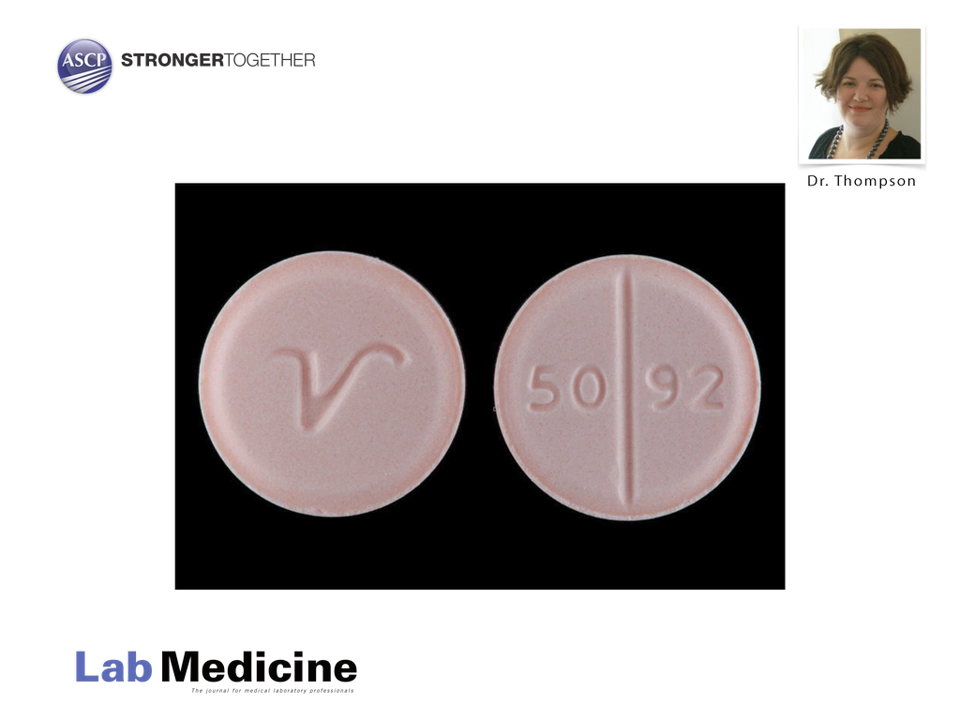 ASCP STRONGERTOGETHER
Dr. Thompson
V
50 92
Lab Medicine
The journal for medical laboratory professionals